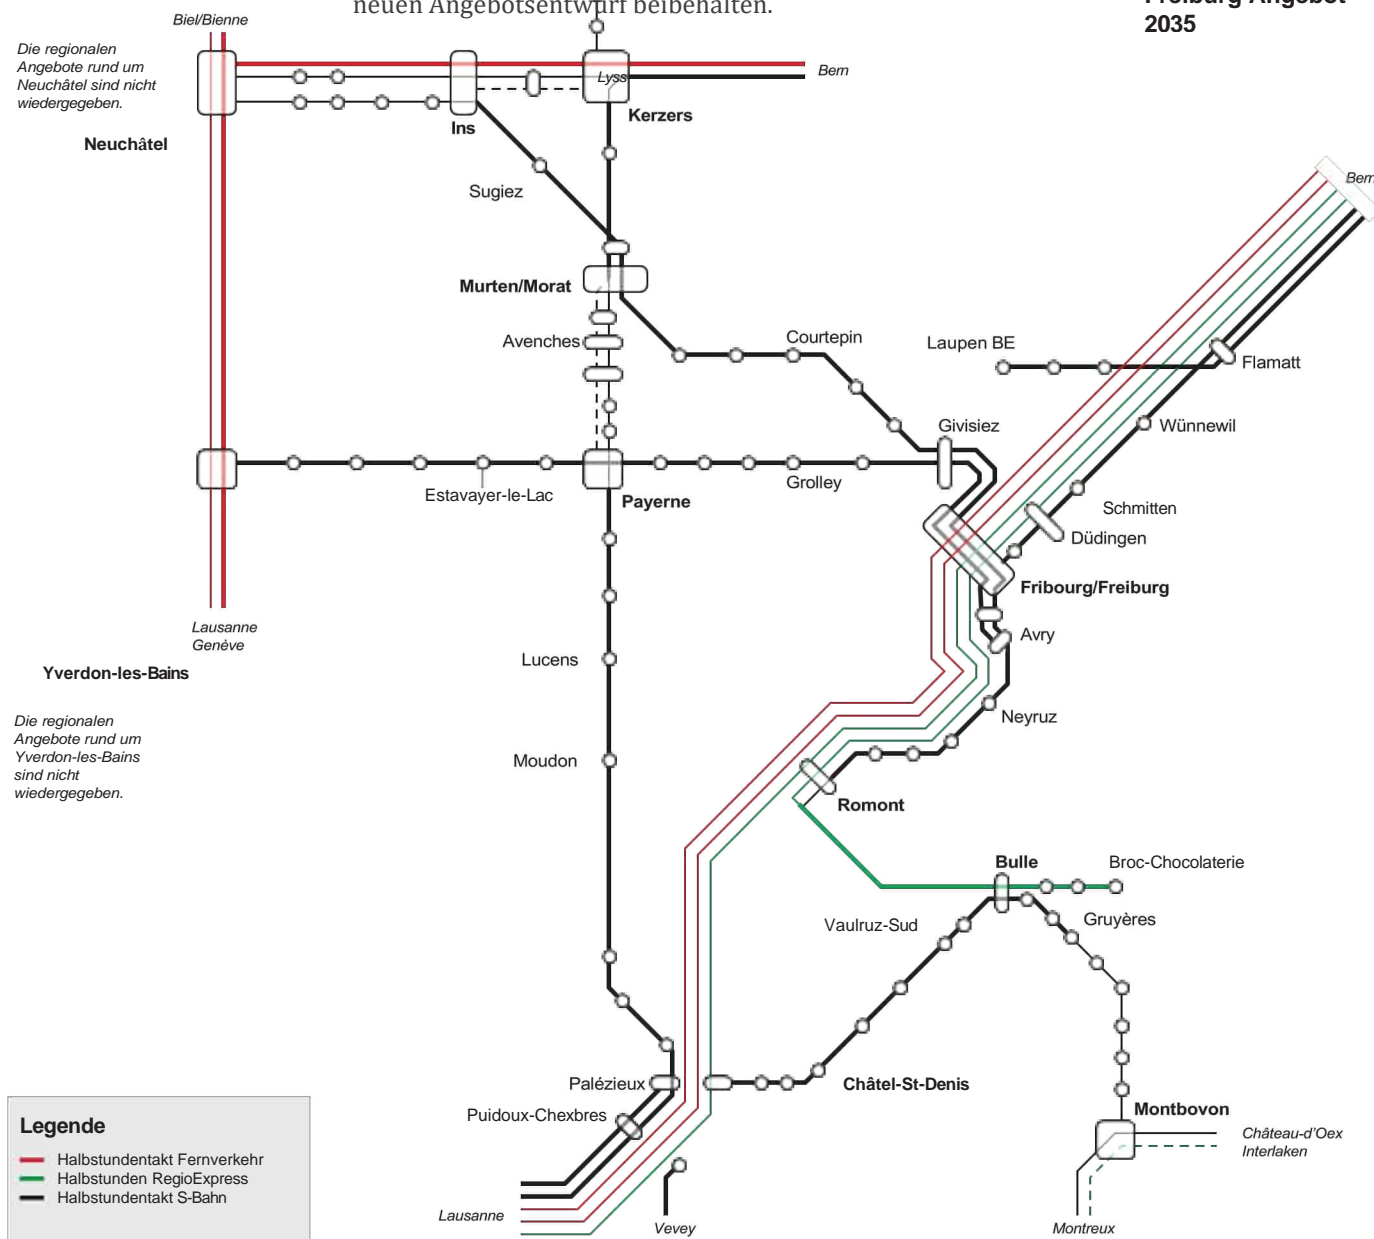 neuen Angebotsentwurf beibehalten.
Freiburg Angebot
2035
Biel/Bienne
Die regionalen
Angebote rund um
Neuchâtel sind nicht
wiedergegeben.
Lyss
Bern
Kerzers
Ins
Neuchâtel
Bern
Sugiez
Murten/Morat
Avenches
Courtepin
Laupen BE
Flamatt
Wünnewil
Givisiez
Estavayer-le-Lac
Payerne
Grolley
Schmitten
Düdingen
Fribourg/Freiburg
Lausanne
Genève
Avry
Lucens
Yverdon-les-Bains
Neyruz
Die regionalen
Angebote rund um
Yverdon-les-Bains
sind nicht
wiedergegeben.
Moudon
Romont
Bulle
Broc-Chocolaterie
Vaulruz-Sud
Gruyères
Palézieux
Châtel-St-Denis
Puidoux-Chexbres
Montbovon
Château-d'Oex
Interlaken
Legende
Halbstundentakt Fernverkehr
Halbstunden RegioExpress
Halbstundentakt S-Bahn
Lausanne
Vevey
Montreux